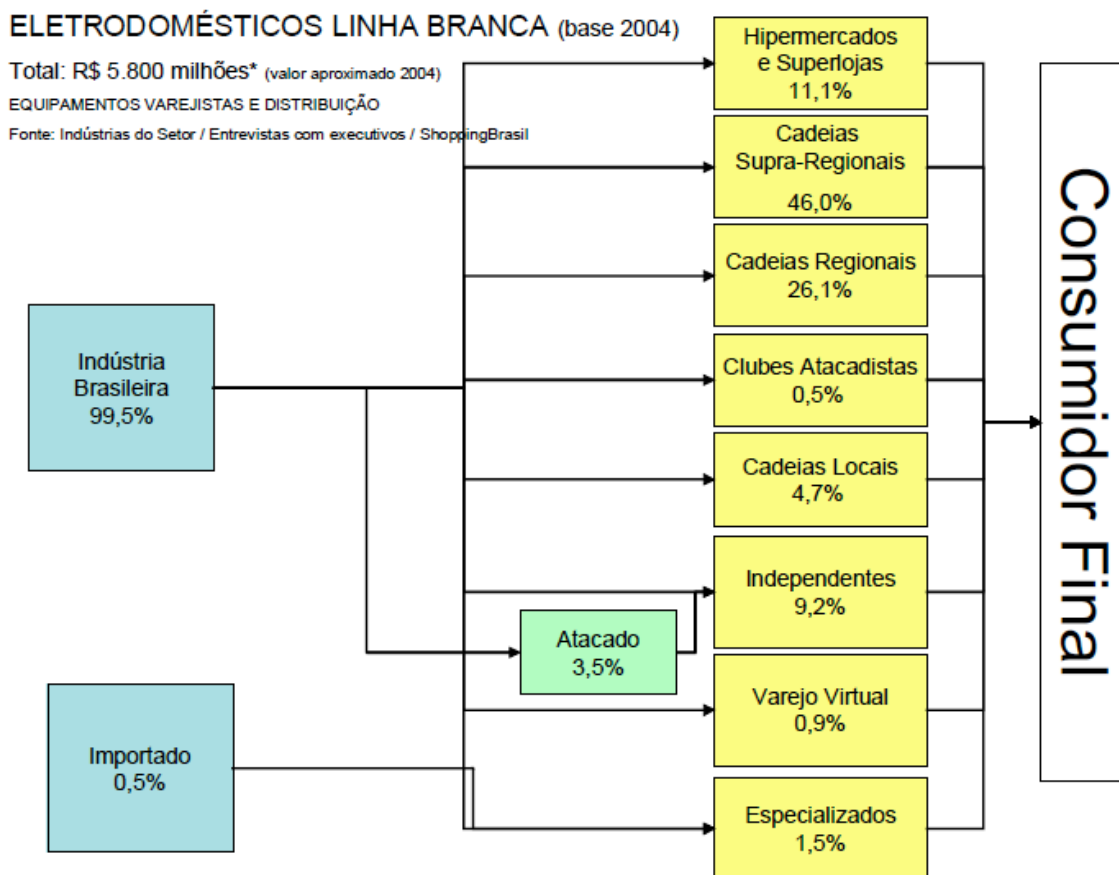 ELETRODOMÉSTICOS LINHA BRANCA (base 2004)
Total: R$ 5.800 milhões* (valor aproximado 2004)
EQUIPAMENTOS VAREJISTAS E DISTRIBUIÇÃO
Fonte: Indústrias do Setor / Entrevistas com executivos / ShoppingBrasil
Hipermercados
e Superlojas
11,1%
Cadeias
Supra-Regionais
46,0%
Cadeias Regionais
26,1%
Indústria
Brasileira
99,5%
Clubes Atacadistas
0,5%
Cadeias Locais
4,7%
Independentes
9,2%
Atacado
3,5%
Varejo Virtual
0,9%
Importado
0,5%
Especializados
1,5%
Consumidor Final